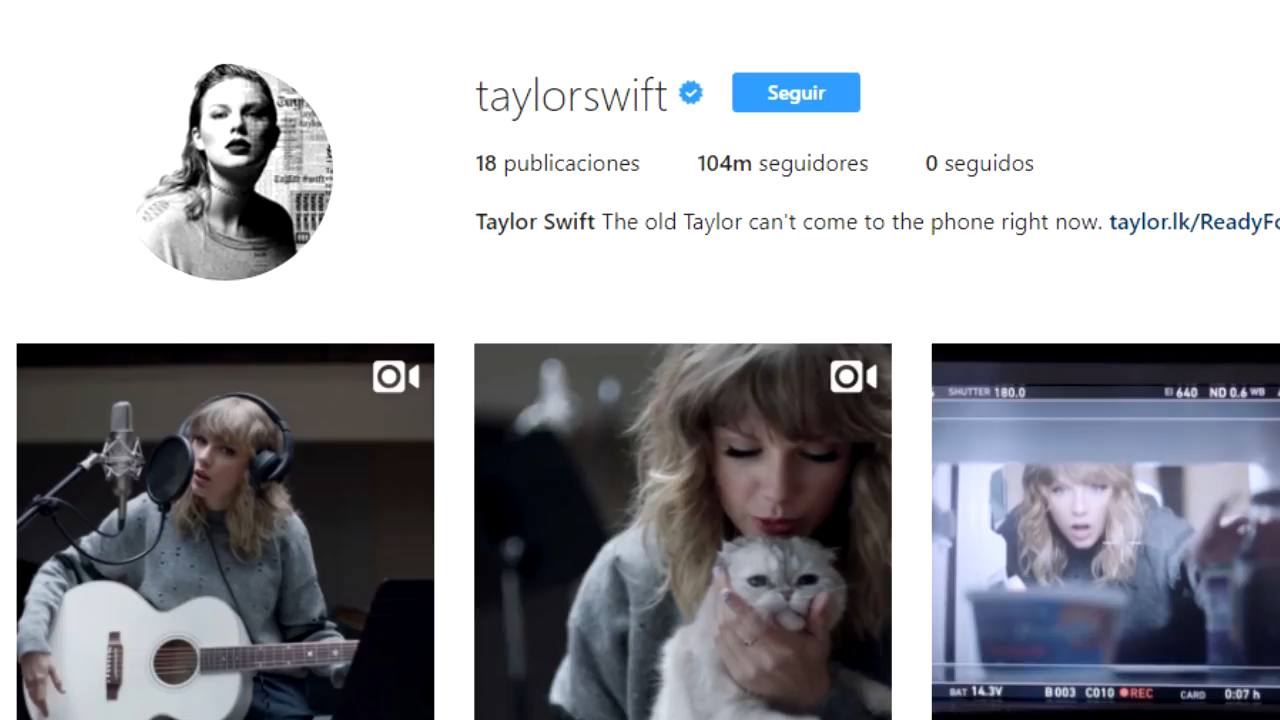 taylorswift
Seguir
18 publicaciones 104m seguidores 0 seguidos
Taylor Swift The old Taylor can't come to the phone right now. taylor.lk/ReadyFo
SHUTTER 180.0 EI 640 ND 0.6 WB
BAT 14.3V B003 C010 REC CARD 0:07 h